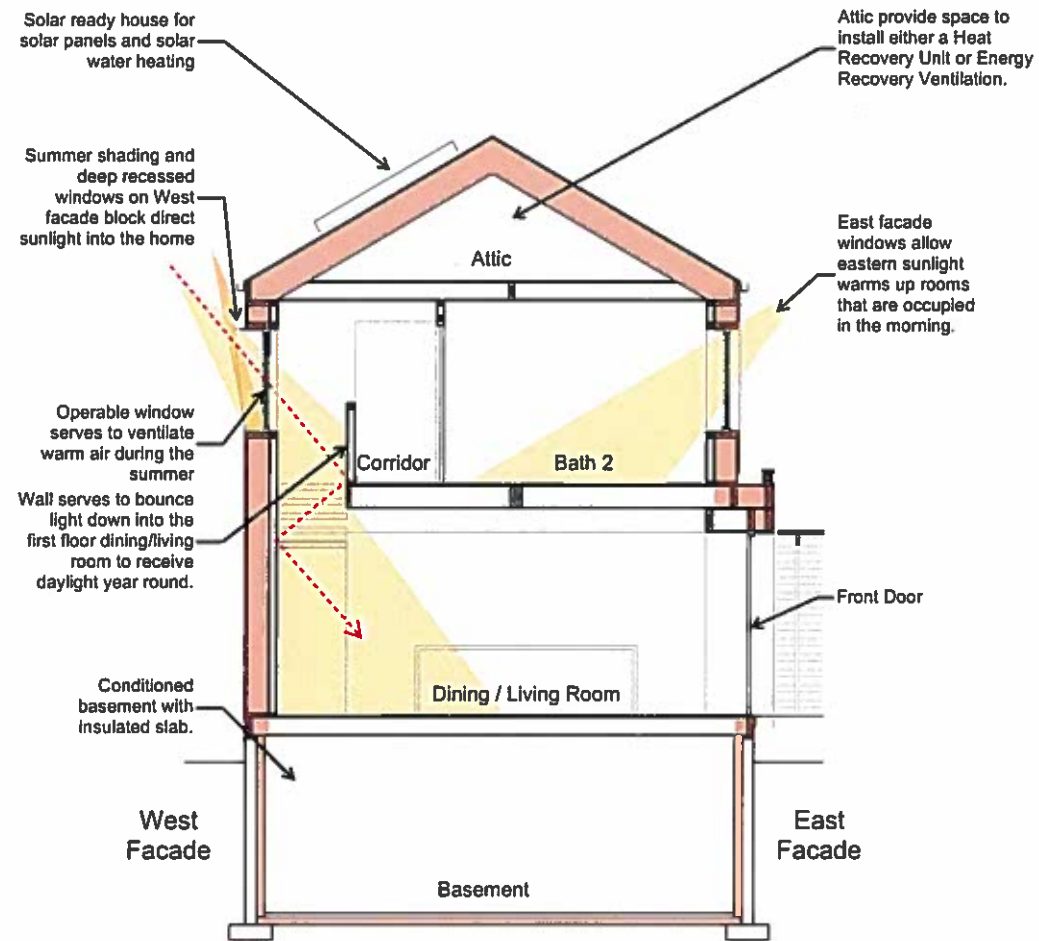 Solar ready house for
solar panels and solar
water heating
Attic provide space to
install either a Heat
Recovery Unit or Energy
Recovery Ventilation.
Summer shading and
deep recessed
windows on West
facade block direct
sunlight into the home
East facade
windows allow
eastern sunlight
warms up rooms
that are occupied
in the morning.
Attic
Operable window
serves to ventilate
warm air during the
summer
Corridor
Bath 2
Wall serves to bounce
light down into the
first floor dining/living
room to receive
daylight year round.
Front Door
Dining / Living Room
Conditioned
basement with
insulated slab.
West
Facade
East
Facade
Basement